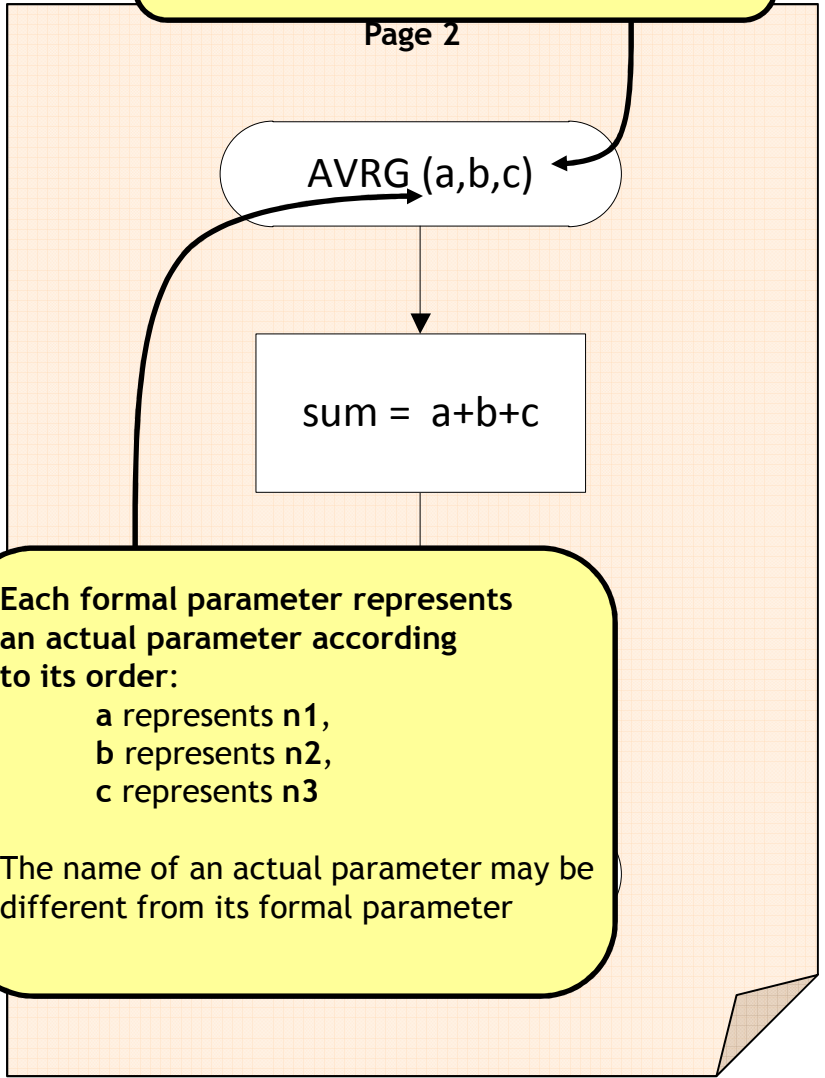 Page 2
AVRG (a,b,c)
sum = a+b+c
Each formal parameter represents
an actual parameter according
to its order:
a represents n1,
b represents n2,
c represents n3
The name of an actual parameter may be
different from its formal parameter